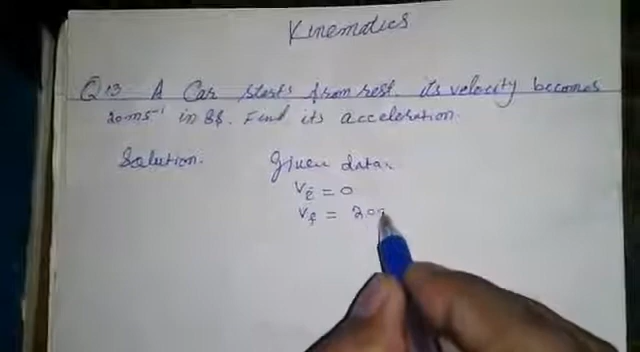 Kinematics
Q13 A Car starts from rest. its velocity becomes
20ms⁻¹ in 8s. Find its acceleration.
Solution. Given data:
Vi = 0
Vf = 20